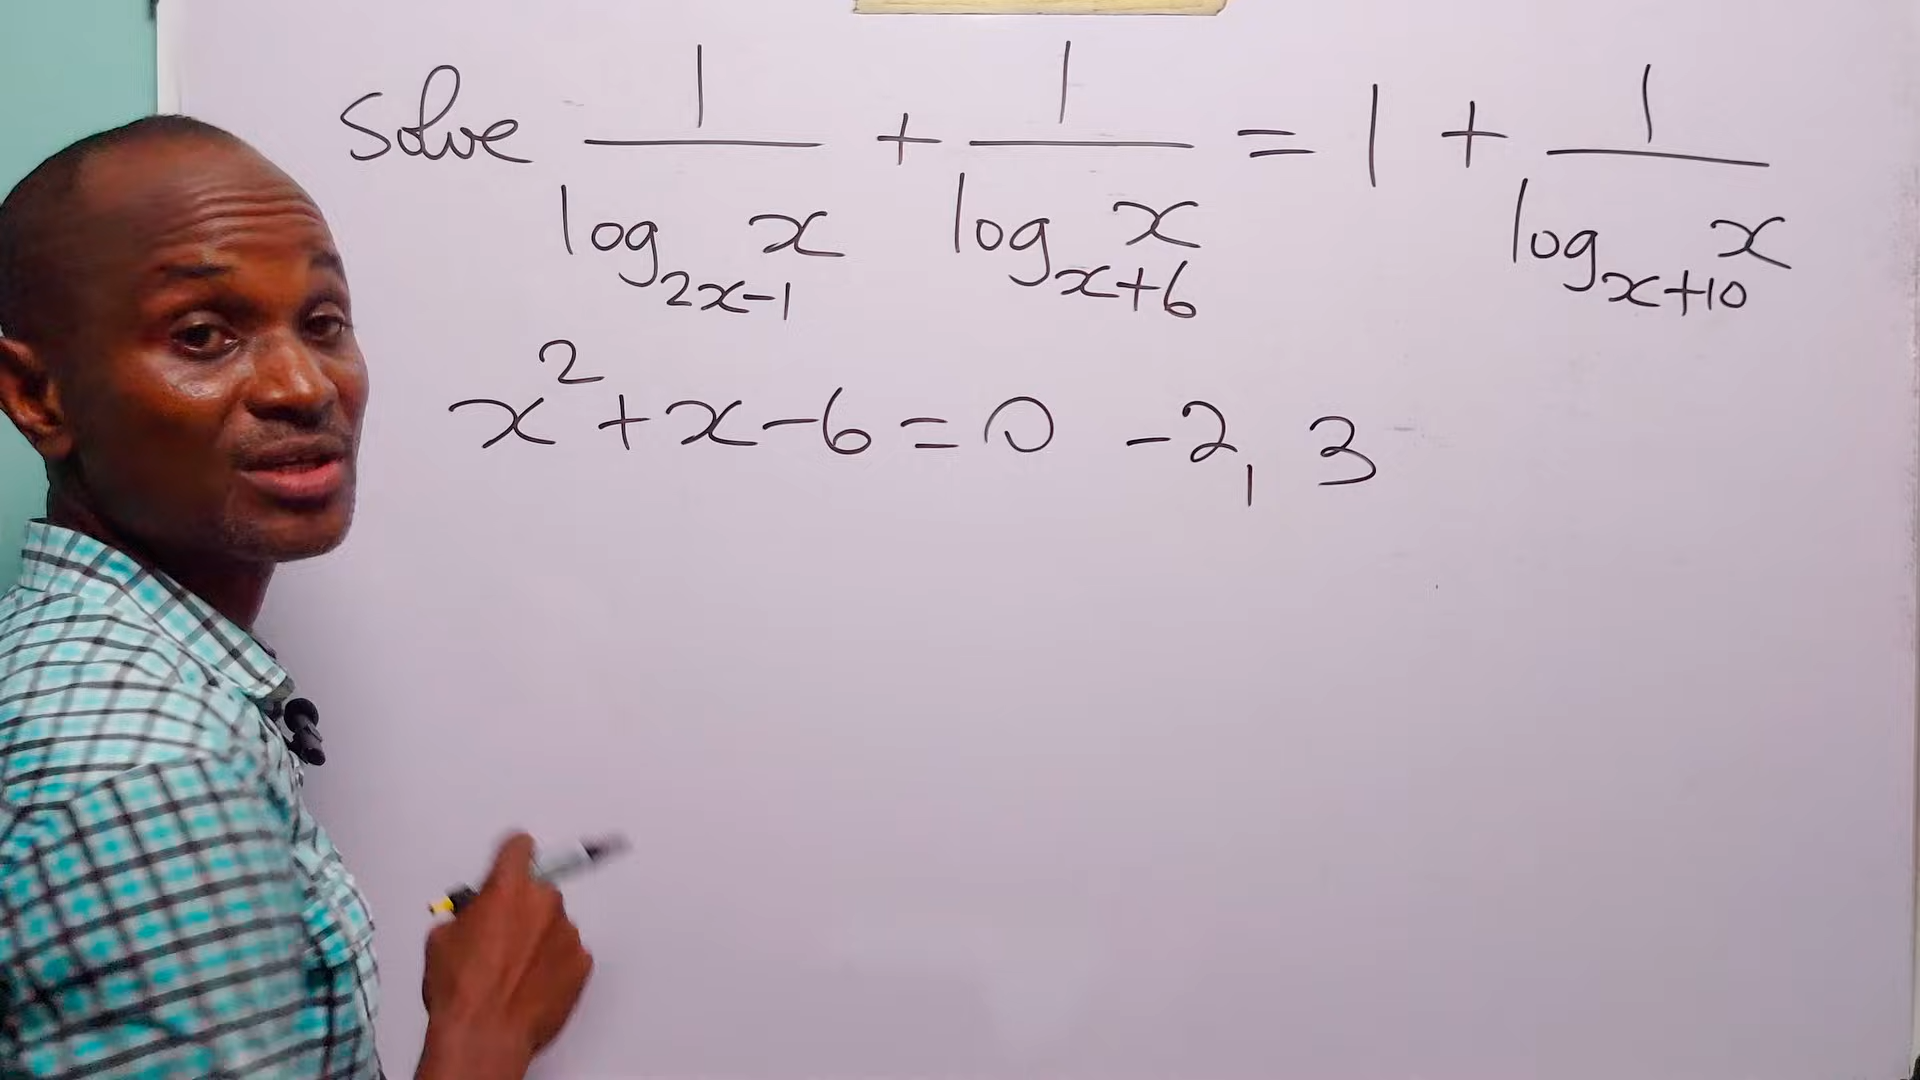 Solve 1/(log_{2x-1} x) + 1/(log_{x+6} x) = 1 + 1/(log_{x+10} x)
x² + x - 6 = 0 -2, 3